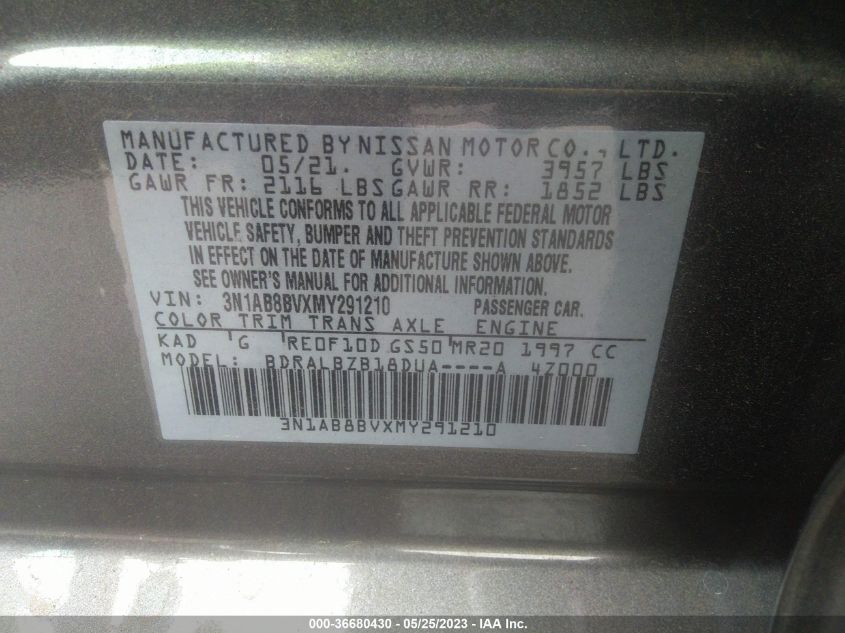 MANUFACTURED BY NISSAN MOTOR CO., LTD.
DATE: 05/21. GVWR: 3957 LBS
GAWR FR: 2116 LBS GAWR RR: 1852 LBS
THIS VEHICLE CONFORMS TO ALL APPLICABLE FEDERAL MOTOR
VEHICLE SAFETY, BUMPER AND THEFT PREVENTION STANDARDS
IN EFFECT ON THE DATE OF MANUFACTURE SHOWN ABOVE.
SEE OWNER'S MANUAL FOR ADDITIONAL INFORMATION.
VIN: 3N1AB8BVXMY291210 PASSENGER CAR.
COLOR TRIM TRANS AXLE ENGINE
KAD G RE0F10D GS50 MR20 1997 CC
MODEL: BDRALBZB18DUA----A 4Z000
3N1AB8BVXMY291210
000-36680430 - 05/25/2023 - IAA Inc.